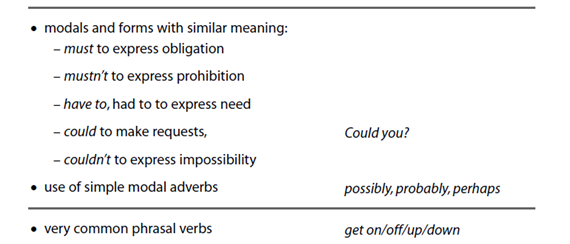 • modals and forms with similar meaning:
– must to express obligation
– mustn't to express prohibition
– have to, had to to express need
– could to make requests, Could you?
– couldn't to express impossibility
• use of simple modal adverbs possibly, probably, perhaps
• very common phrasal verbs get on/off/up/down